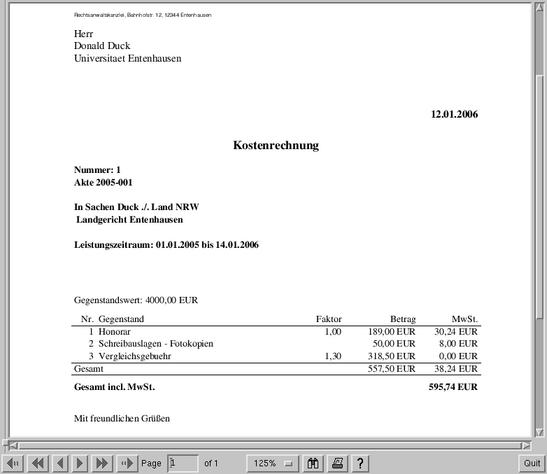 Rechtsanwaltskanzlei, Bahnhofstr. 12, 12344 Entenhausen
Herr
Donald Duck
Universitaet Entenhausen
12.01.2006
Kostenrechnung
Nummer: 1
Akte 2005-001
In Sachen Duck ./. Land NRW
Landgericht Entenhausen
Leistungszeitraum: 01.01.2005 bis 14.01.2006
Gegenstandswert: 4000,00 EUR
Nr. Gegenstand Faktor Betrag MwSt.
1 Honorar 1,00 189,00 EUR 30,24 EUR
2 Schreibauslagen - Fotokopien 50,00 EUR 8,00 EUR
3 Vergleichsgebuehr 1,30 318,50 EUR 0,00 EUR
Gesamt 557,50 EUR 38,24 EUR
Gesamt incl. MwSt. 595,74 EUR
Mit freundlichen Grüßen
Page 1 of 1 125% ? Quit